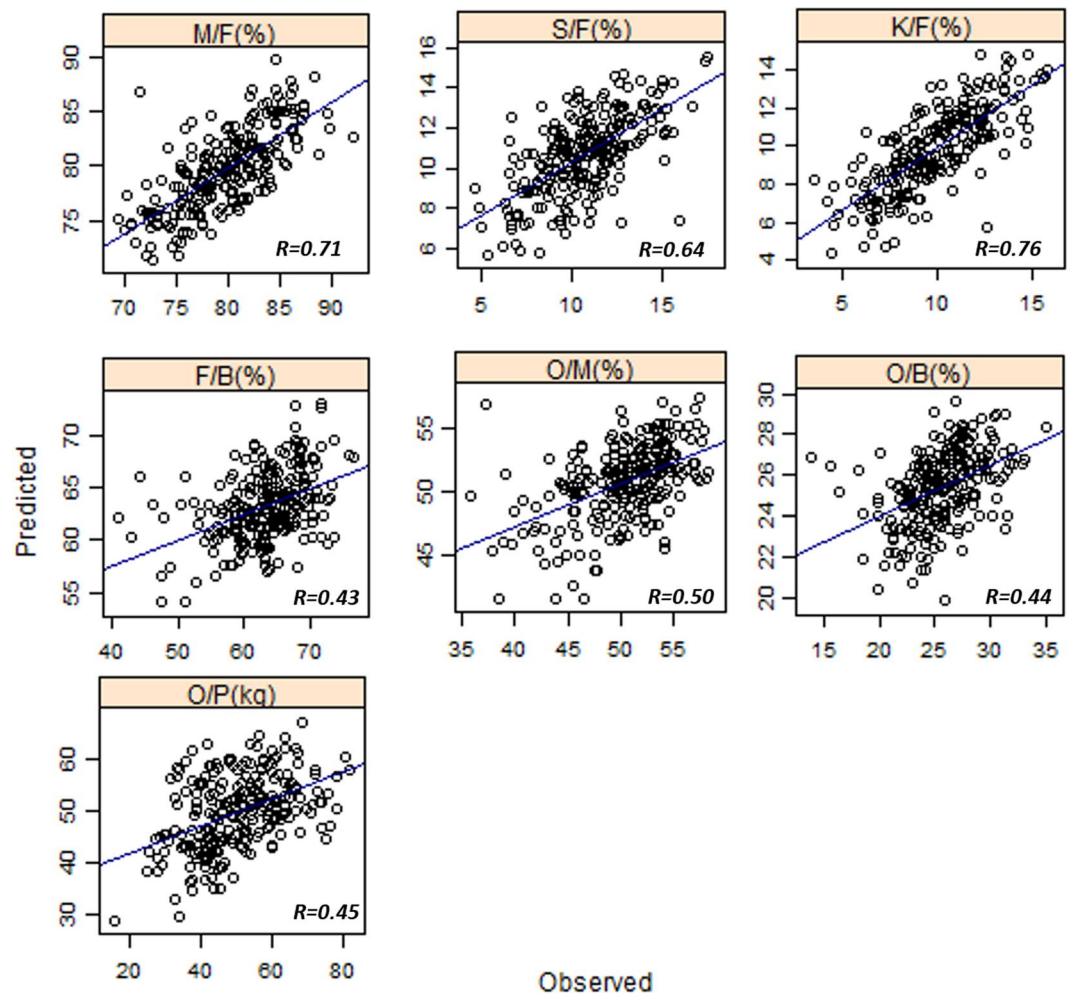 M/F(%) S/F(%) K/F(%)
90 85 80 75
16 14 12 10 8 6
14 12 10 8 6 4
R=0.71 R=0.64 R=0.76
70 75 80 85 90 5 10 15 5 10 15
F/B(%) O/M(%) O/B(%)
Predicted
70 65 60 55
55 50 45
30 28 26 24 22 20
R=0.43 R=0.50 R=0.44
40 50 60 70 35 40 45 50 55 15 20 25 30 35
O/P(kg)
60 50 40 30
R=0.45
20 40 60 80
Observed